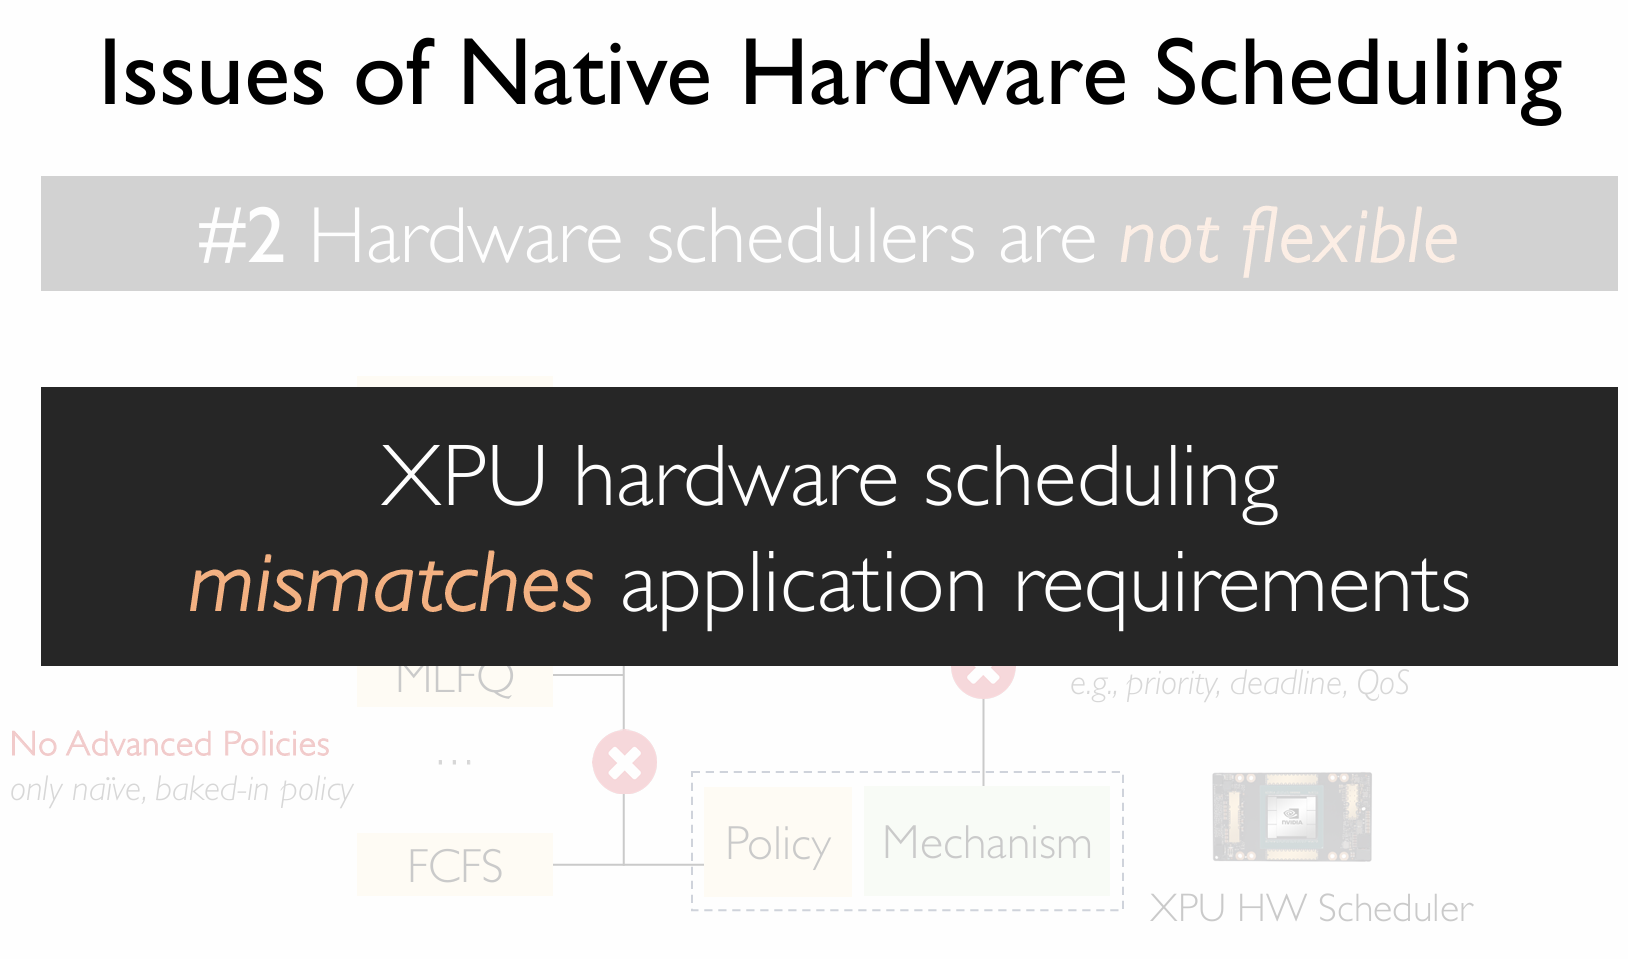 Issues of Native Hardware Scheduling
#2 Hardware schedulers are not flexible
XPU hardware scheduling
mismatches application requirements
MLFQ
e.g., priority, deadline, QoS
No Advanced Policies
...
only naïve, baked-in policy
Policy
Mechanism
NVIDIA
FCFS
XPU HW Scheduler